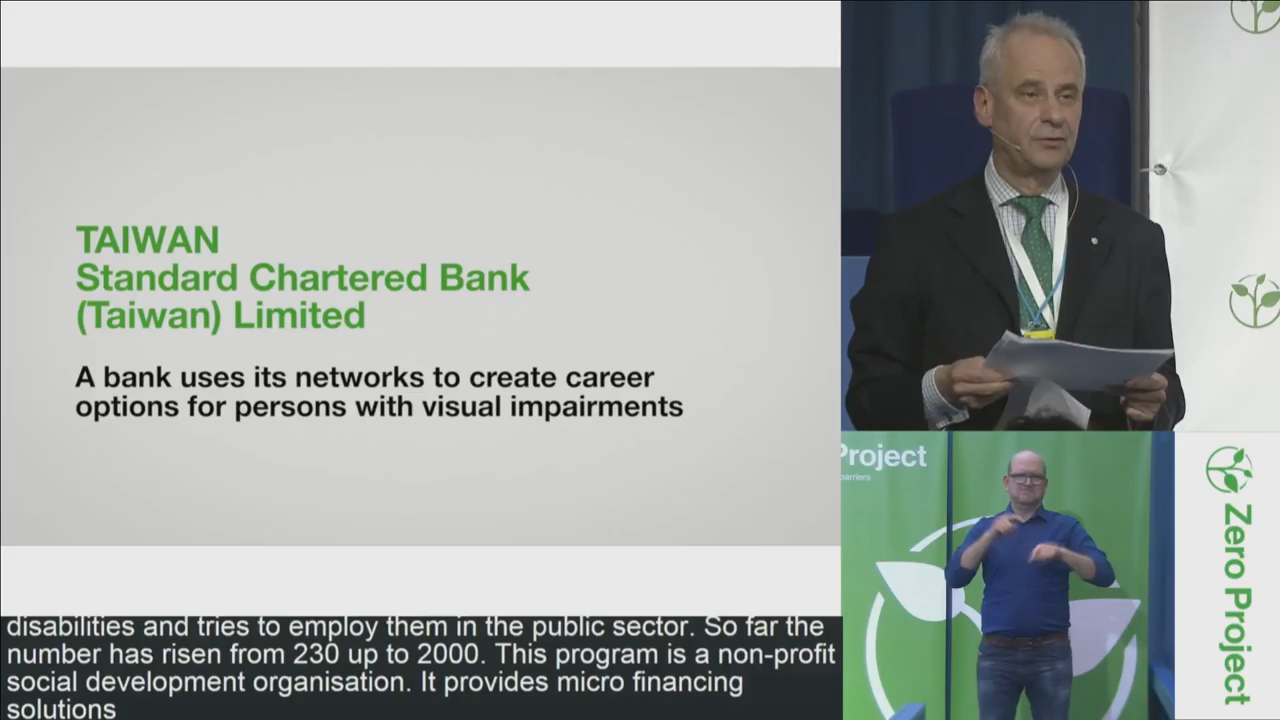 TAIWAN
Standard Chartered Bank
(Taiwan) Limited
A bank uses its networks to create career
options for persons with visual impairments
disabilities and tries to employ them in the public sector. So far the
number has risen from 230 up to 2000. This program is a non-profit
social development organisation. It provides micro financing
solutions
Project
barriers
Zero Project